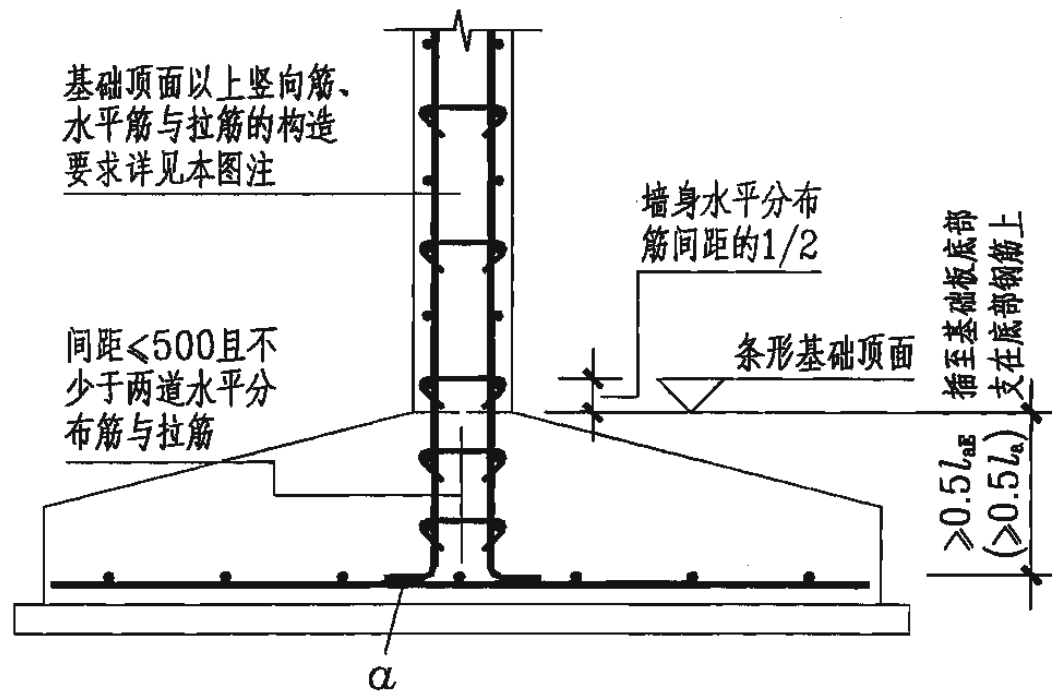 基础顶面以上竖向筋、
水平筋与拉筋的构造
要求详见本图注
墙身水平分布
筋间距的1/2
间距≤500且不
少于两道水平分
布筋与拉筋
条形基础顶面
插至基础板底部
支在底部钢筋上
≥0.5laE
(≥0.5la)
a